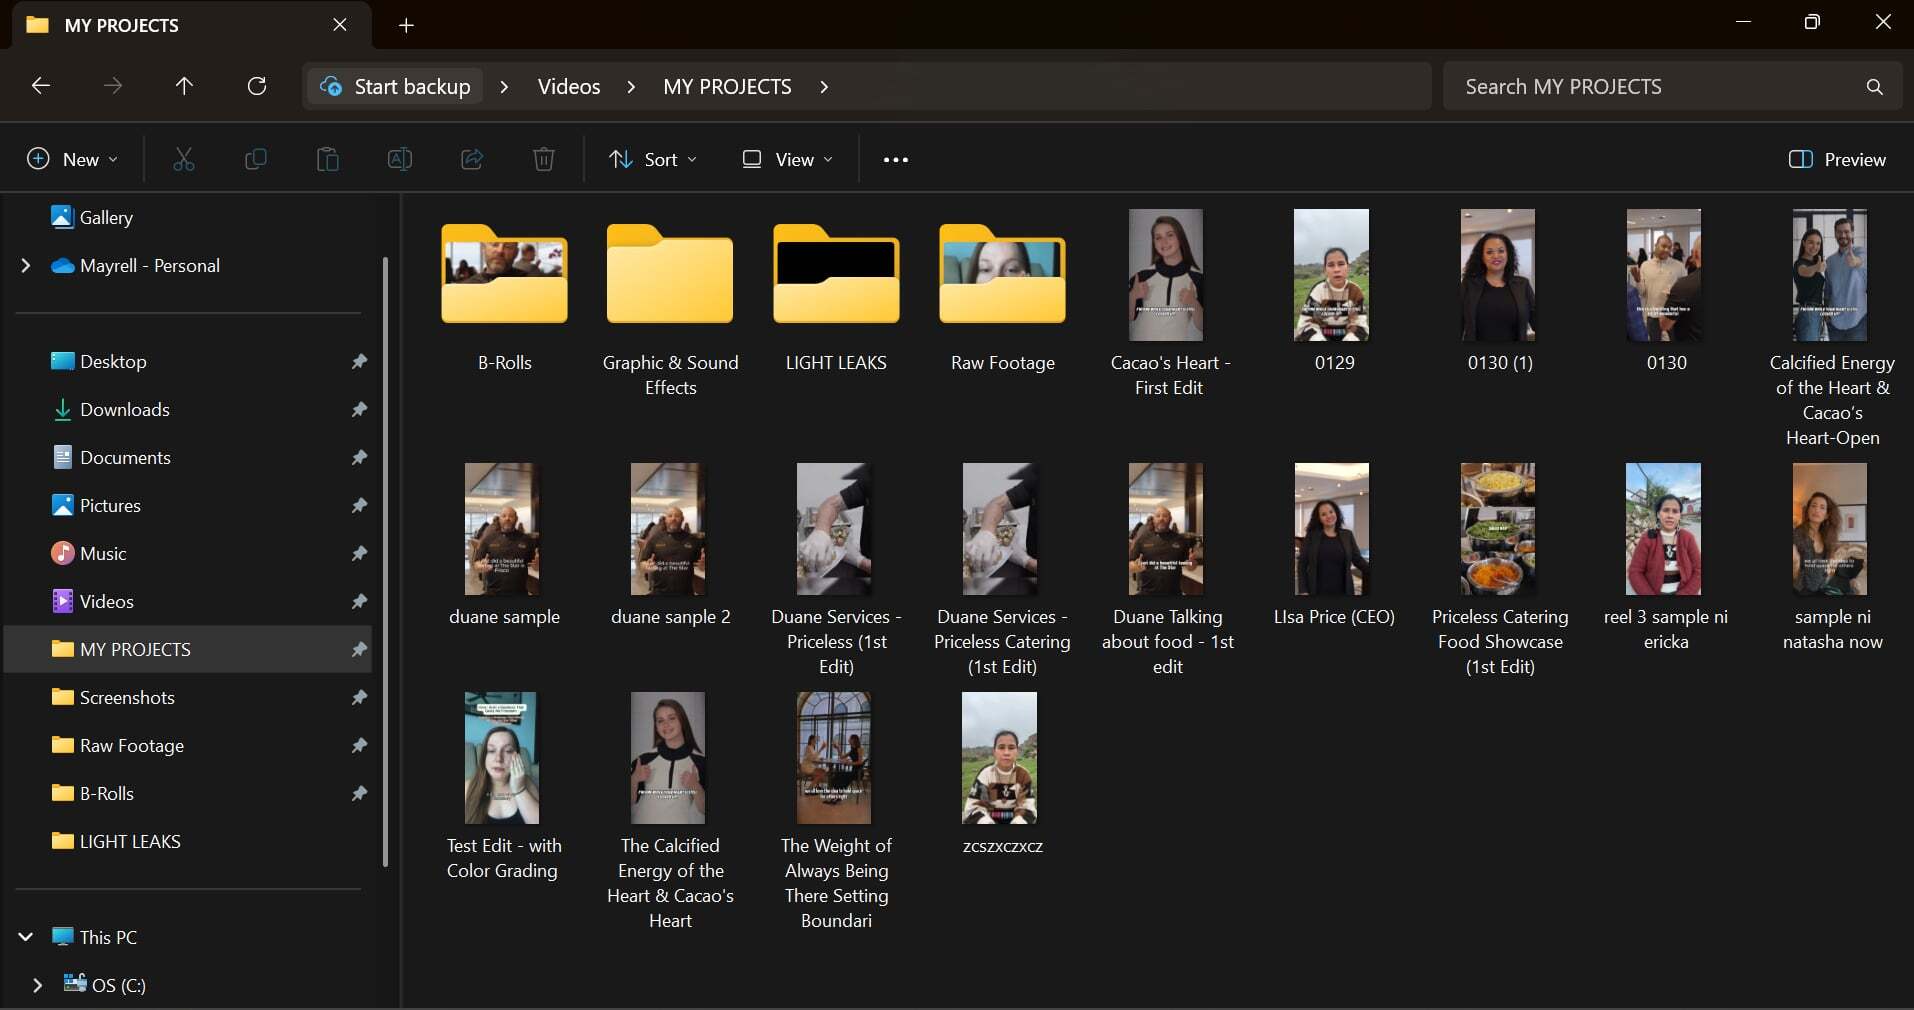 MY PROJECTS
Start backup
Videos
MY PROJECTS
Search MY PROJECTS
New
Sort
View
Preview
Gallery
Mayrell - Personal
Desktop
Downloads
Documents
Pictures
Music
Videos
MY PROJECTS
Screenshots
Raw Footage
B-Rolls
LIGHT LEAKS
This PC
OS (C:)
B-Rolls
Graphic & Sound
Effects
LIGHT LEAKS
Raw Footage
Cacao's Heart -
First Edit
0129
0130 (1)
0130
Calcified Energy
of the Heart &
Cacao's
Heart-Open
duane sample
duane sanple 2
Duane Services -
Priceless (1st
Edit)
Duane Services -
Priceless Catering
(1st Edit)
Duane Talking
about food - 1st
edit
LIsa Price (CEO)
Priceless Catering
Food Showcase
(1st Edit)
reel 3 sample ni
ericka
sample ni
natasha now
Test Edit - with
Color Grading
The Calcified
Energy of the
Heart & Cacao's
Heart
The Weight of
Always Being
There Setting
Boundari
zcszxczxcz